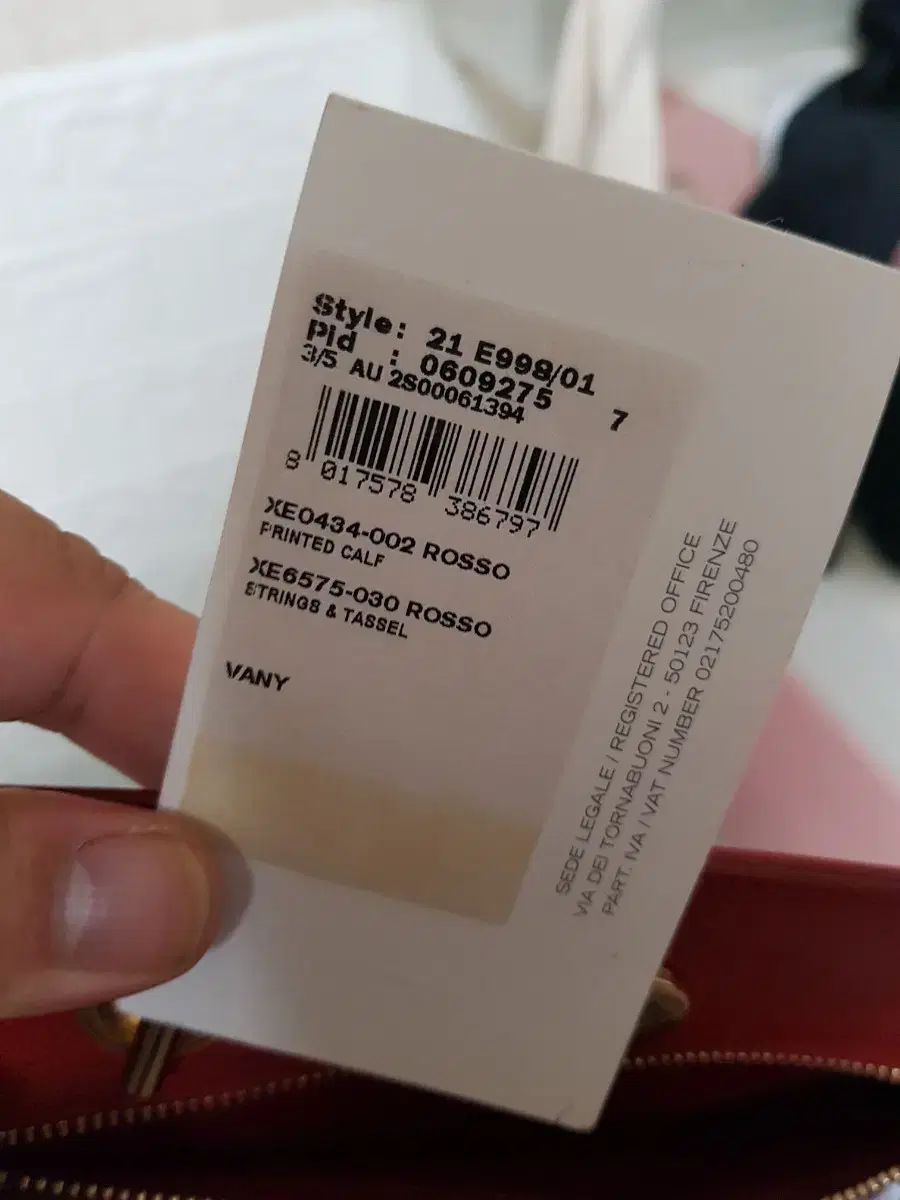 Style: 21 E998/01
Pid : 0609275
3/5 AU 2S00061394 7
8 017578 386797
XE0434-002 ROSSO
PRINTED CALF
XE6575-030 ROSSO
STRINGS & TASSEL
VANY
SEDE LEGALE / REGISTERED OFFICE
VIA DEI TORNABUONI 2 - 50123 FIRENZE
PART. IVA / VAT NUMBER 02175200480